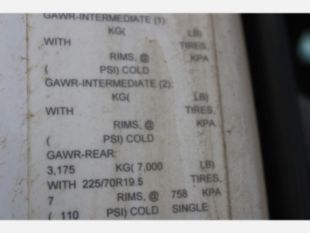 GAWR-INTERMEDIATE (1):
KG( LB)
WITH TIRES,
RIMS, @ KPA
( PSI) COLD
GAWR-INTERMEDIATE (2):
KG( LB)
WITH TIRES,
RIMS, @ KPA
( PSI) COLD
GAWR-REAR:
3,175 KG( 7,000 LB)
WITH 225/70R19.5 TIRES,
7 RIMS, @ 758 KPA
( 110 PSI) COLD SINGLE